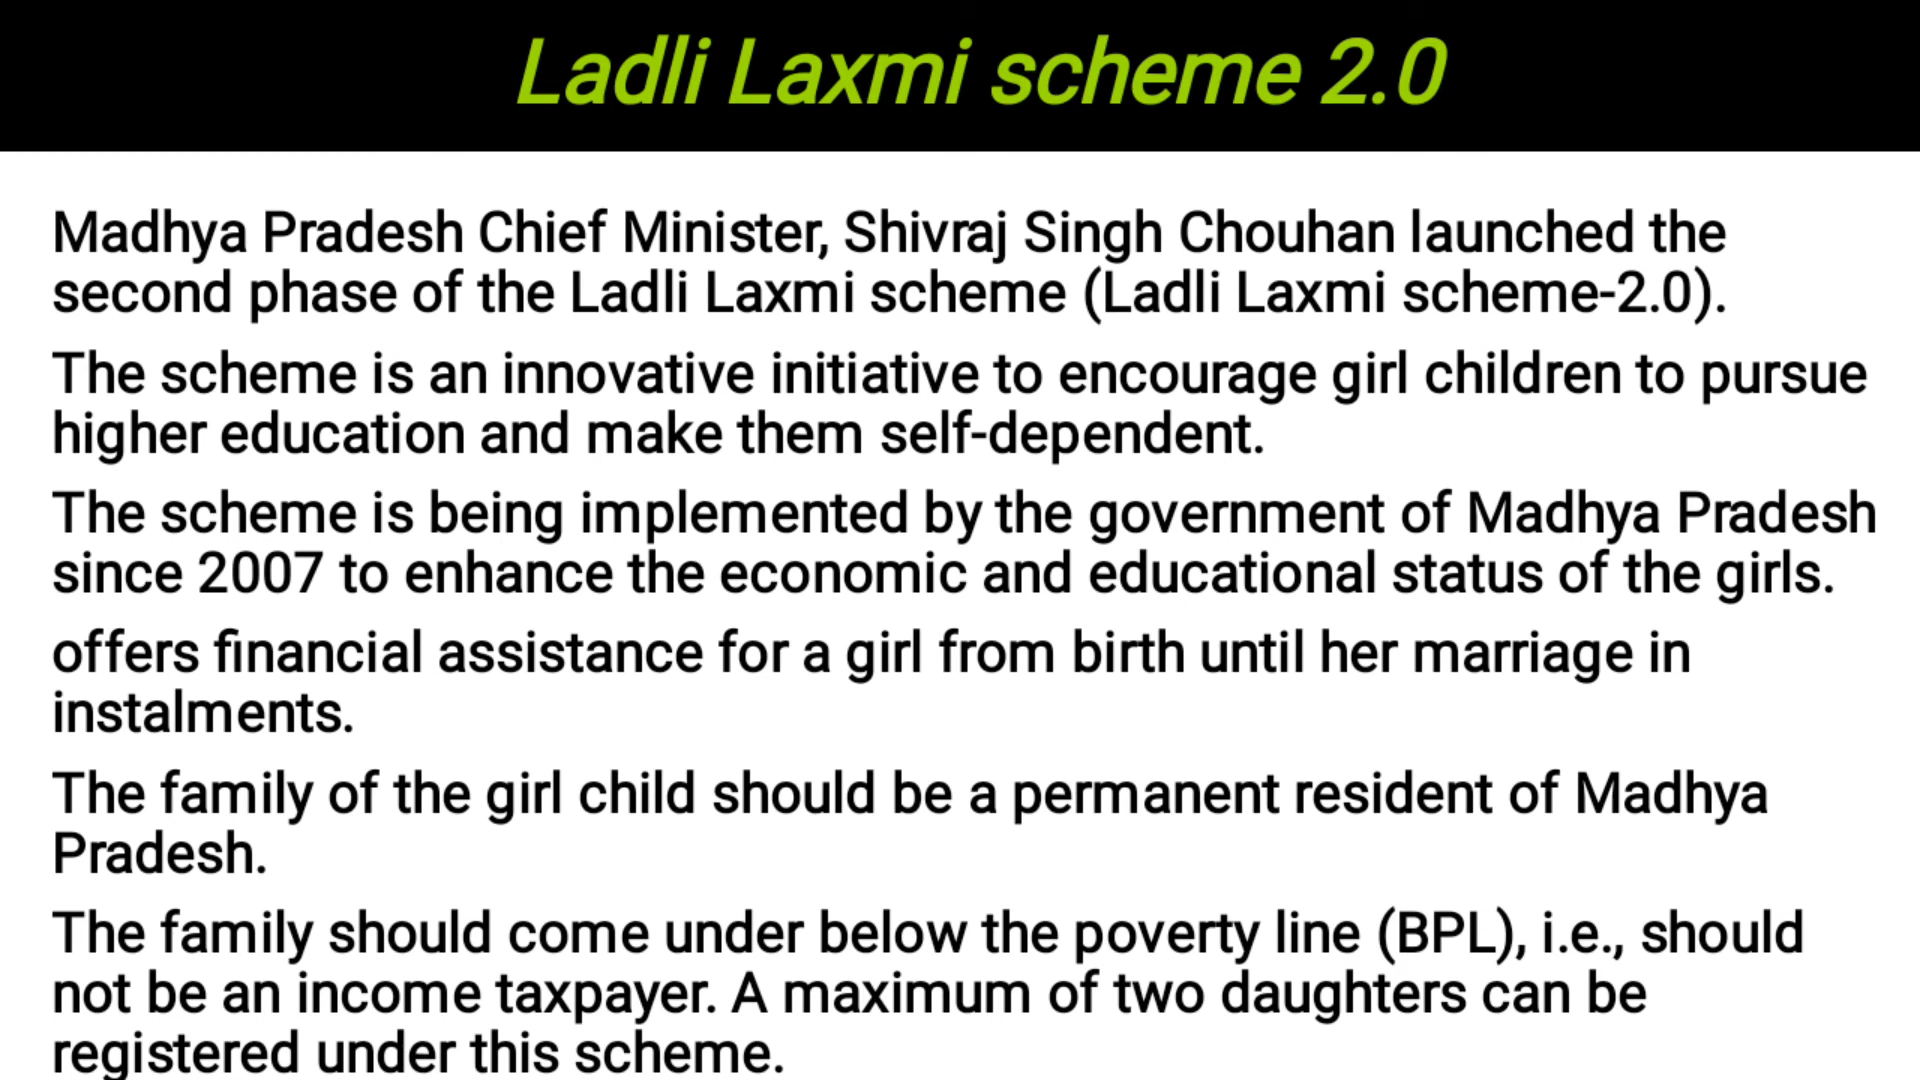 Ladli Laxmi scheme 2.0
Madhya Pradesh Chief Minister, Shivraj Singh Chouhan launched the
second phase of the Ladli Laxmi scheme (Ladli Laxmi scheme-2.0).
The scheme is an innovative initiative to encourage girl children to pursue
higher education and make them self-dependent.
The scheme is being implemented by the government of Madhya Pradesh
since 2007 to enhance the economic and educational status of the girls.
offers financial assistance for a girl from birth until her marriage in
instalments.
The family of the girl child should be a permanent resident of Madhya
Pradesh.
The family should come under below the poverty line (BPL), i.e., should
not be an income taxpayer. A maximum of two daughters can be
registered under this scheme.